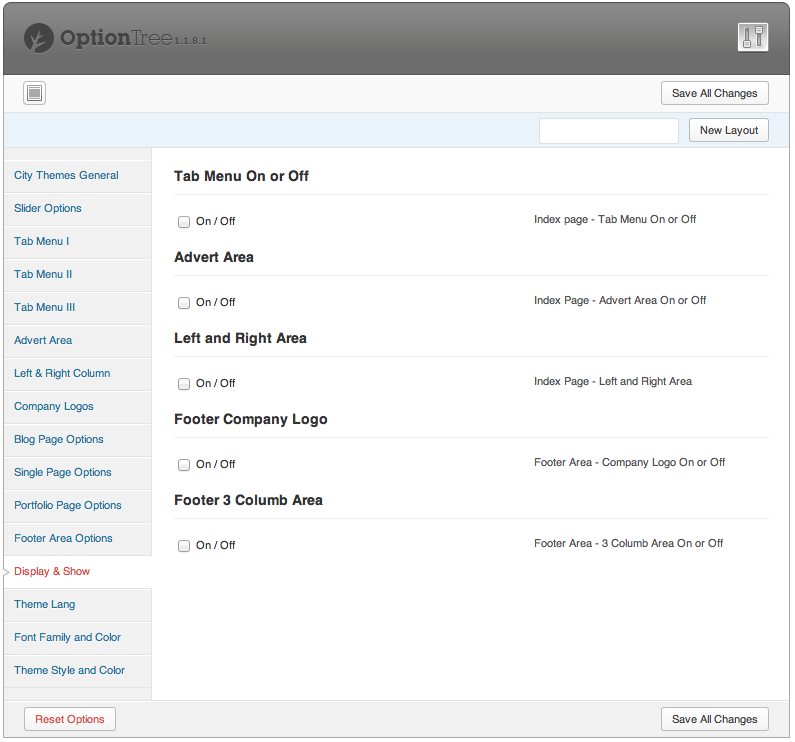 OptionTree 1.1.8.1
Save All Changes
New Layout
City Themes General
Slider Options
Tab Menu I
Tab Menu II
Tab Menu III
Advert Area
Left & Right Column
Company Logos
Blog Page Options
Single Page Options
Portfolio Page Options
Footer Area Options
Display & Show
Theme Lang
Font Family and Color
Theme Style and Color
Tab Menu On or Off
On / Off
Index page - Tab Menu On or Off
Advert Area
On / Off
Index Page - Advert Area On or Off
Left and Right Area
On / Off
Index Page - Left and Right Area
Footer Company Logo
On / Off
Footer Area - Company Logo On or Off
Footer 3 Columb Area
On / Off
Footer Area - 3 Columb Area On or Off
Reset Options
Save All Changes